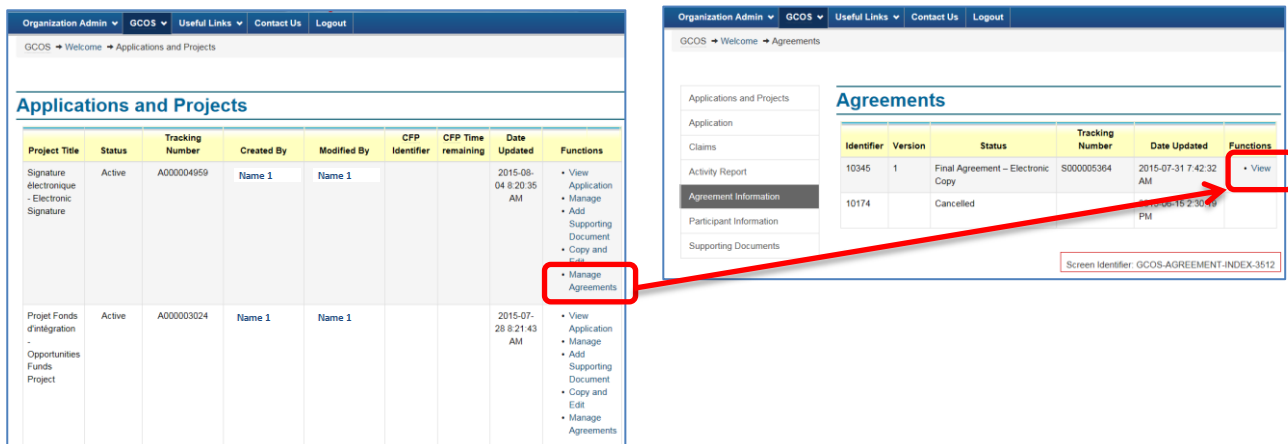 Organization Admin GCOS Useful Links Contact Us Logout
GCOS → Welcome → Applications and Projects
Applications and Projects
Project Title Status Tracking Number Created By Modified By CFP Identifier CFP Time remaining Date Updated Functions
Signature électronique - Electronic Signature Active A000004959 Name 1 Name 1 2015-08-04 8:20:35 AM
• View Application
• Manage
• Add Supporting Document
• Copy and Edit
• Manage Agreements
Projet Fonds d'intégration - Opportunities Funds Project Active A000003024 Name 1 Name 1 2015-07-28 8:21:43 AM
• View Application
• Manage
• Add Supporting Document
• Copy and Edit
• Manage Agreements
Organization Admin GCOS Useful Links Contact Us Logout
GCOS → Welcome → Agreements
Applications and Projects
Application
Claims
Activity Report
Agreement Information
Participant Information
Supporting Documents
Agreements
Identifier Version Status Tracking Number Date Updated Functions
10345 1 Final Agreement – Electronic Copy S000005364 2015-07-31 7:42:32 AM • View
10174 Cancelled PM
Screen Identifier: GCOS-AGREEMENT-INDEX-3512